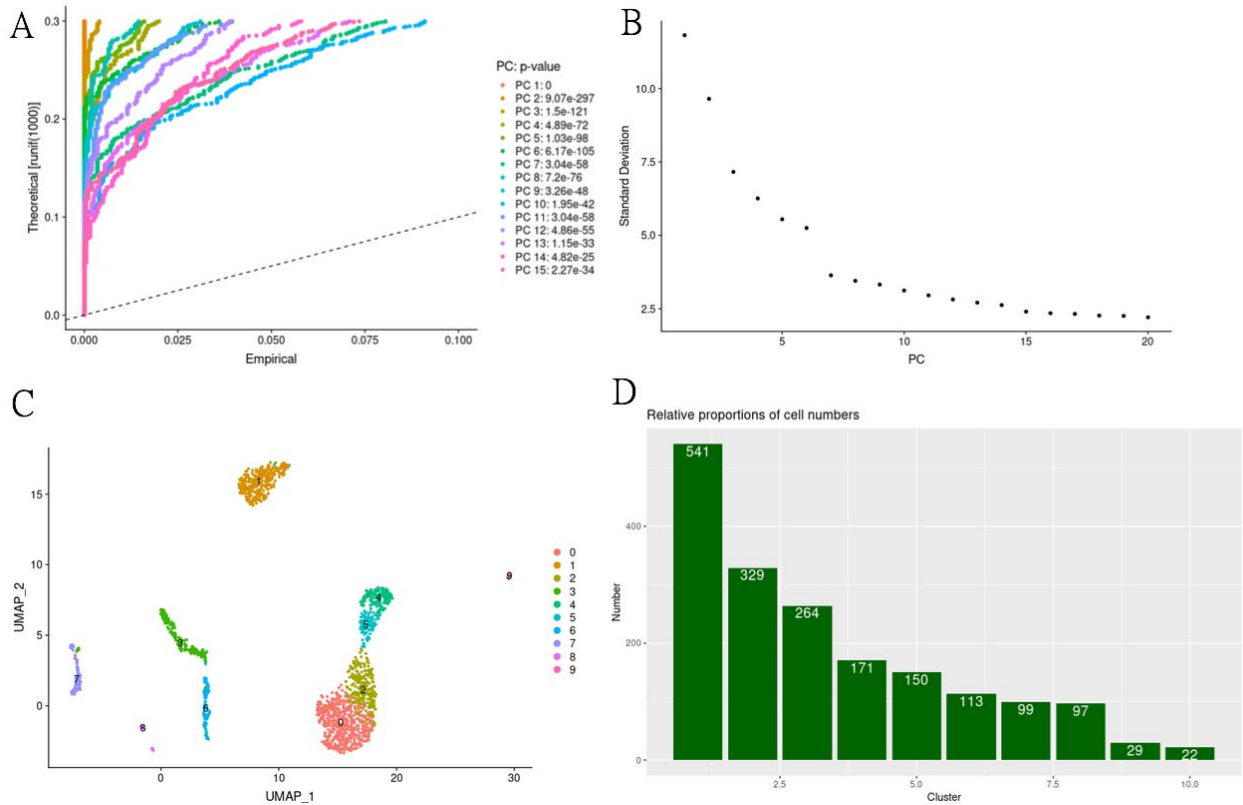 A
0.3
0.2
0.1
0.0
Theoretical [runif(1000)]
0.000 0.025 0.050 0.075 0.100
Empirical
PC: p-value
PC 1: 0
PC 2: 9.07e-297
PC 3: 1.5e-121
PC 4: 4.89e-72
PC 5: 1.03e-98
PC 6: 6.17e-105
PC 7: 3.04e-58
PC 8: 7.2e-76
PC 9: 3.26e-48
PC 10: 1.95e-42
PC 11: 3.04e-58
PC 12: 4.86e-55
PC 13: 1.15e-33
PC 14: 4.82e-25
PC 15: 2.27e-34
B
10.0
7.5
5.0
2.5
Standard Deviation
5 10 15 20
PC
C
15
10
5
0
UMAP_2
0 10 20 30
UMAP_1
1
9
4
5
3
2
7
6
0
8
0
1
2
3
4
5
6
7
8
9
D
Relative proportions of cell numbers
400
200
0
Number
541
329
264
171
150
113
99
97
29
22
2.5 5.0 7.5 10.0
Cluster